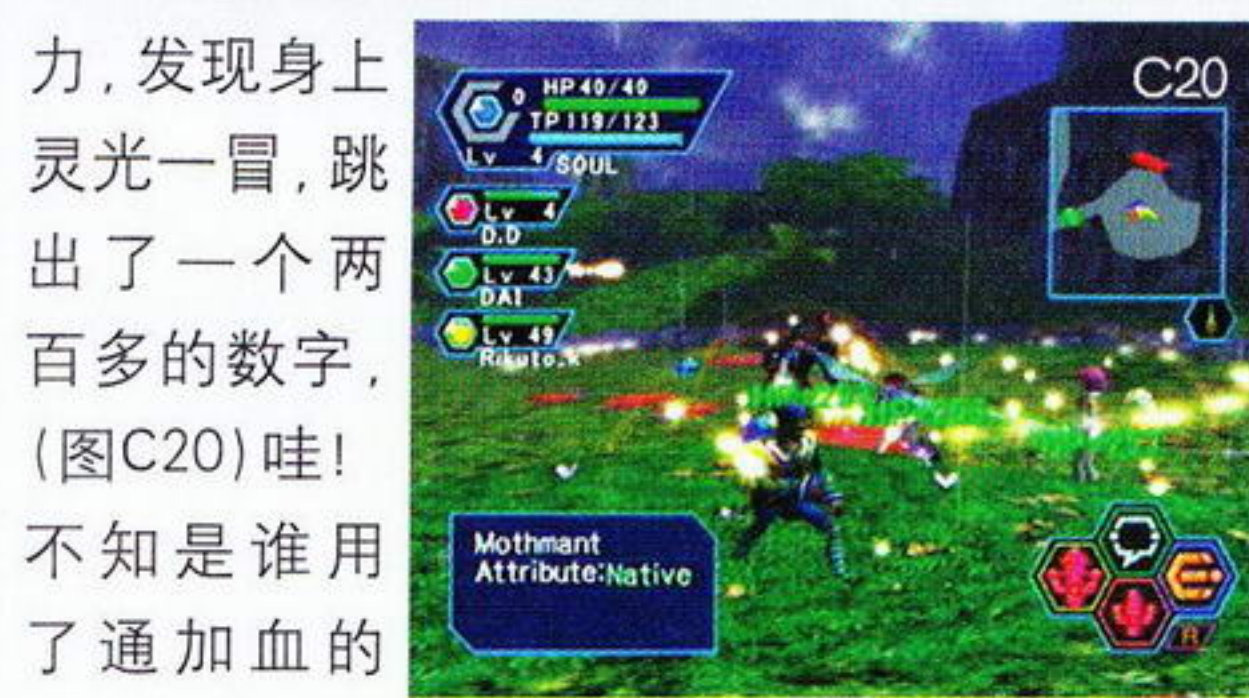 力，发现身上
灵光一冒，跳
出了一个两
百多的数字，
(图C20)哇！
不知是谁用
了通加血的
C20
0 HP 40/40
TP 119/123
Lv 4 SOUL
Lv 4
D.D
Lv 43
DAI
Lv 49
Rikuto.K
Mothmant
Attribute:Native
R